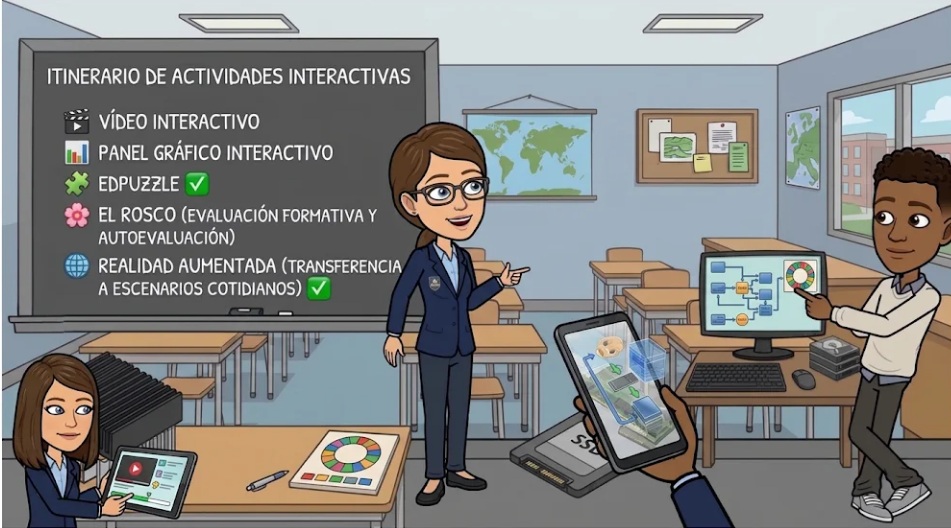 ITINERARIO DE ACTIVIDADES INTERACTIVAS
VÍDEO INTERACTIVO
PANEL GRÁFICO INTERACTIVO
EDPUZZLE
EL ROSCO (EVALUACIÓN FORMATIVA Y
AUTOEVALUACIÓN)
REALIDAD AUMENTADA (TRANSFERENCIA
A ESCENARIOS COTIDIANOS)
SSD